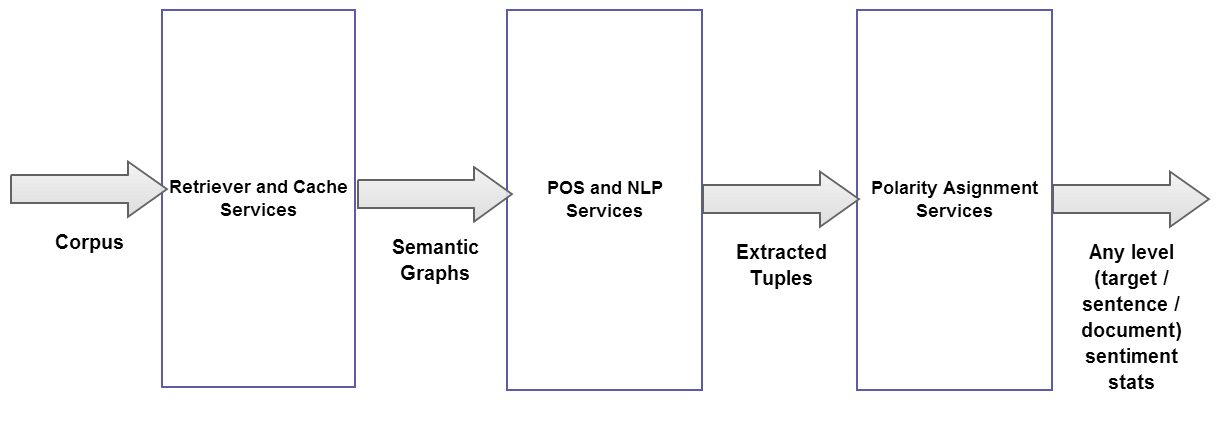 Retriever and Cache
Services
Corpus
Semantic
Graphs
POS and NLP
Services
Extracted
Tuples
Polarity Asignment
Services
Any level
(target /
sentence /
document)
sentiment
stats